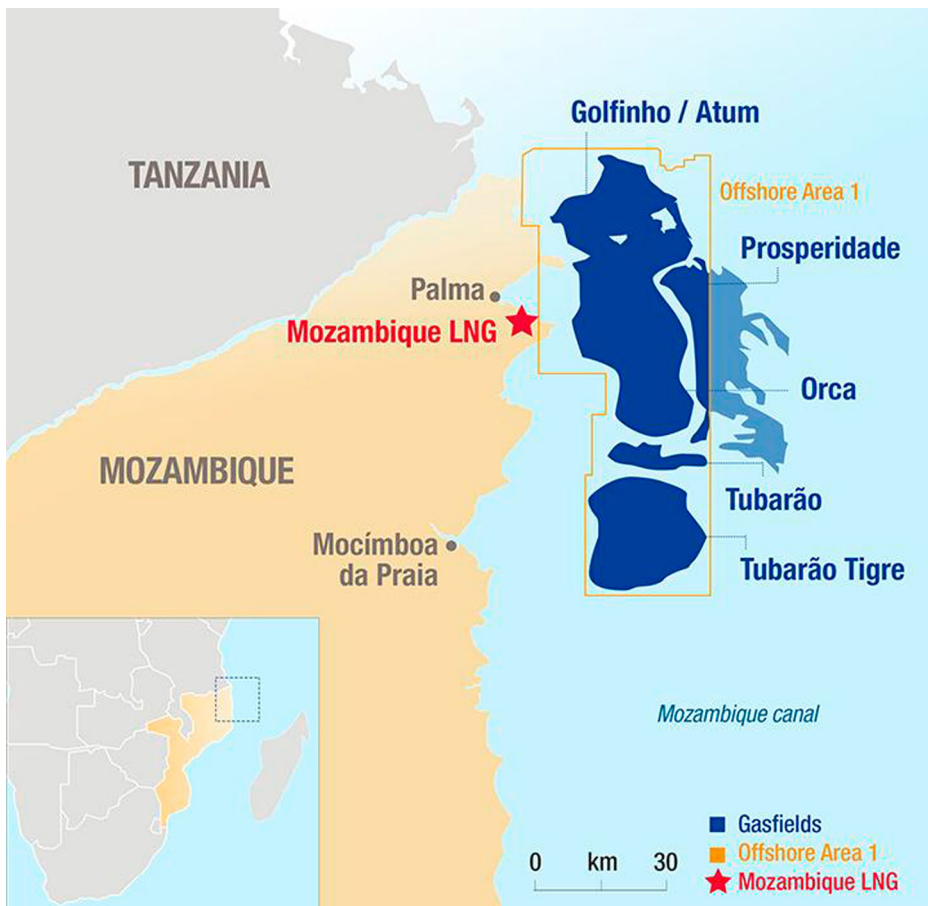 Golfinho / Atum
TANZANIA
Offshore Area 1
Prosperidade
Palma
Mozambique LNG
Orca
MOZAMBIQUE
Tubarão
Mocímboa
da Praia
Tubarão Tigre
Mozambique canal
Gasfields
Offshore Area 1
Mozambique LNG
0 km 30